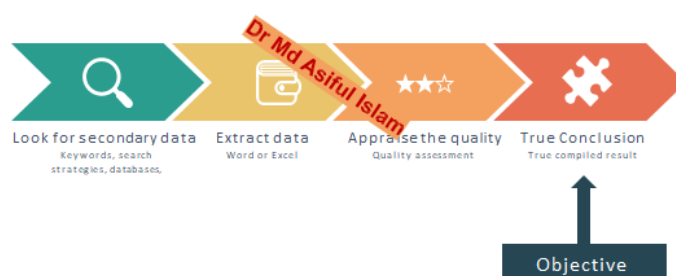 Dr Md Asiful Islam
Look for secondary data
Keywords, search
strategies, databases,
Extract data
Word or Excel
Appraise the quality
Quality assessment
True Conclusion
True compiled result
Objective